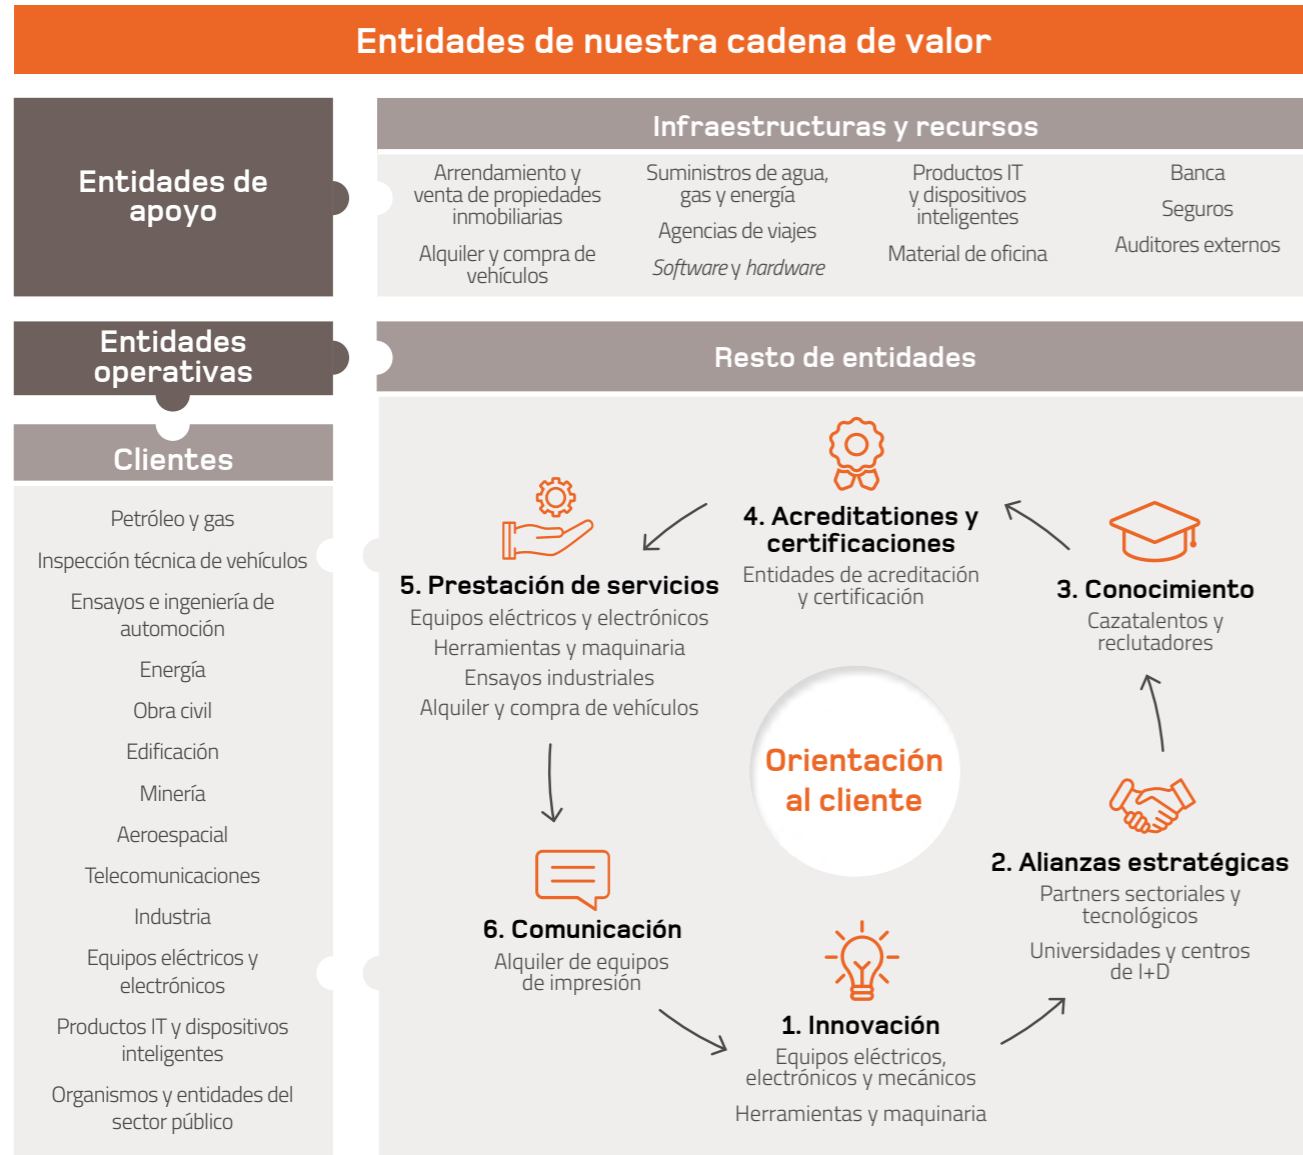 Entidades de nuestra cadena de valor
Entidades de
apoyo
Infraestructuras y recursos
Arrendamiento y
venta de propiedades
inmobiliarias
Alquiler y compra de
vehículos
Suministros de agua,
gas y energía
Agencias de viajes
Software y hardware
Productos IT
y dispositivos
inteligentes
Material de oficina
Banca
Seguros
Auditores externos
Entidades
operativas
Clientes
Petróleo y gas
Inspección técnica de vehículos
Ensayos e ingeniería de
automoción
Energía
Obra civil
Edificación
Minería
Aeroespacial
Telecomunicaciones
Industria
Equipos eléctricos y
electrónicos
Productos IT y dispositivos
inteligentes
Organismos y entidades del
sector público
Resto de entidades
Orientación
al cliente
1. Innovación
Equipos eléctricos,
electrónicos y mecánicos
Herramientas y maquinaria
2. Alianzas estratégicas
Partners sectoriales y
tecnológicos
Universidades y centros
de I+D
3. Conocimiento
Cazatalentos y
reclutadores
4. Acreditationes y
certificaciones
Entidades de acreditación
y certificación
5. Prestación de servicios
Equipos eléctricos y electrónicos
Herramientas y maquinaria
Ensayos industriales
Alquiler y compra de vehículos
6. Comunicación
Alquiler de equipos
de impresión